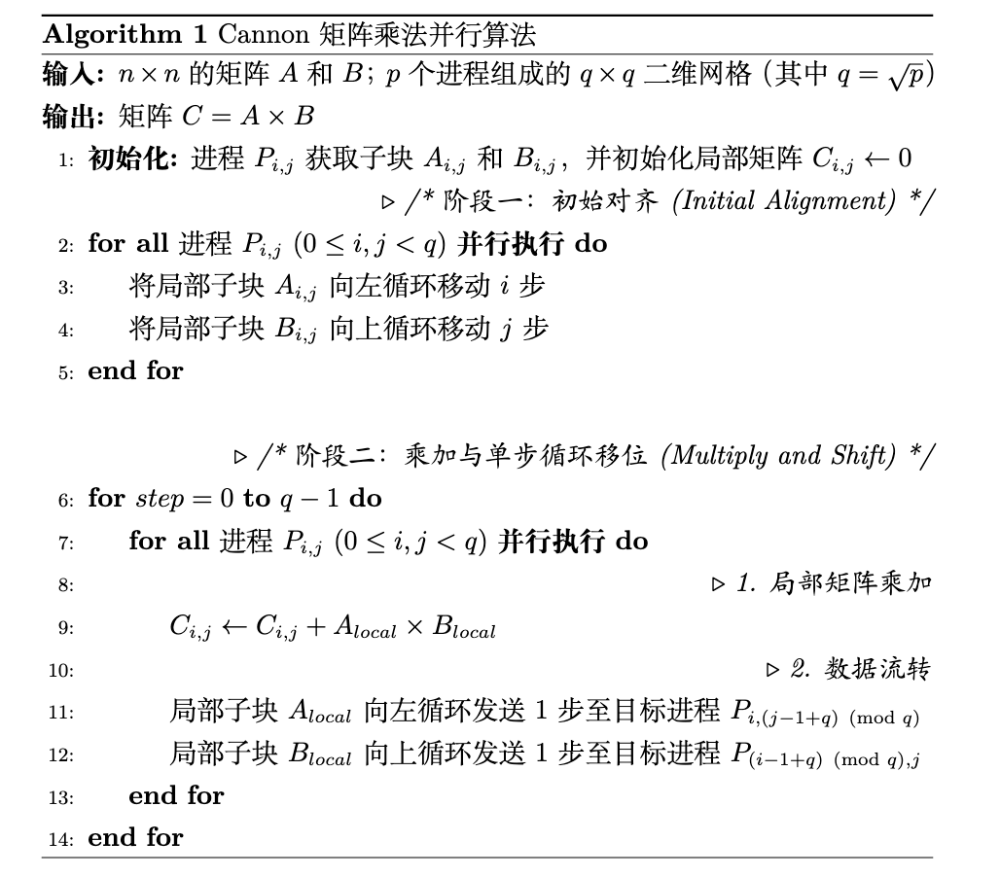 Algorithm 1 Cannon 矩阵乘法并行算法
输入: n × n 的矩阵 A 和 B; p 个进程组成的 q × q 二维网格 (其中 q = √p)
输出: 矩阵 C = A × B
1: 初始化: 进程 P_{i,j} 获取子块 A_{i,j} 和 B_{i,j}, 并初始化局部矩阵 C_{i,j} ← 0
▷ /* 阶段一: 初始对齐 (Initial Alignment) */
2: for all 进程 P_{i,j} (0 ≤ i, j < q) 并行执行 do
3: 将局部子块 A_{i,j} 向左循环移动 i 步
4: 将局部子块 B_{i,j} 向上循环移动 j 步
5: end for
▷ /* 阶段二: 乘加与单步循环移位 (Multiply and Shift) */
6: for step = 0 to q − 1 do
7: for all 进程 P_{i,j} (0 ≤ i, j < q) 并行执行 do
8: ▷ 1. 局部矩阵乘加
9: C_{i,j} ← C_{i,j} + A_{local} × B_{local}
10: ▷ 2. 数据流转
11: 局部子块 A_{local} 向左循环发送 1 步至目标进程 P_{i,(j−1+q) (mod q)}
12: 局部子块 B_{local} 向上循环发送 1 步至目标进程 P_{(i−1+q) (mod q),j}
13: end for
14: end for